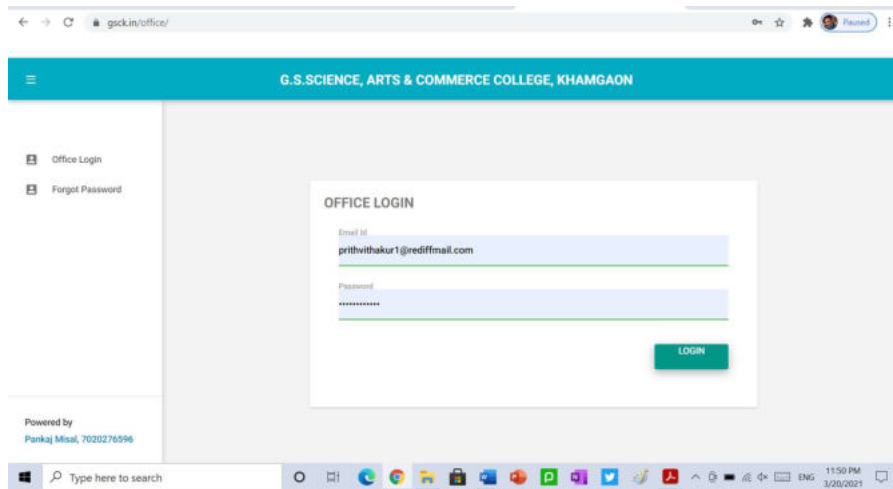 gsck.in/office/
Paused
G.S.SCIENCE, ARTS & COMMERCE COLLEGE, KHAMGAON
Office Login
Forgot Password
OFFICE LOGIN
Email Id
prithvithakur1@rediffmail.com
Password
••••••••••••
LOGIN
Powered by
Pankaj Misal, 7020276596
Type here to search
ENG
11:50 PM
3/20/2021